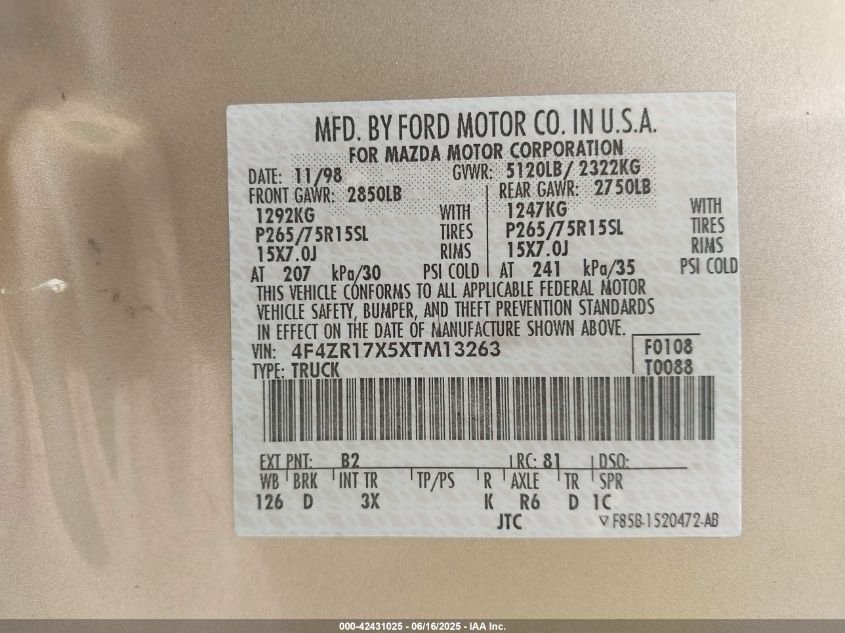 MFD. BY FORD MOTOR CO. IN U.S.A.
FOR MAZDA MOTOR CORPORATION
DATE: 11/98 GVWR: 5120LB/ 2322KG
FRONT GAWR: 2850LB REAR GAWR: 2750LB
1292KG WITH 1247KG WITH
P265/75R15SL TIRES P265/75R15SL TIRES
15X7.0J RIMS 15X7.0J RIMS
AT 207 kPa/30 PSI COLD AT 241 kPa/35 PSI COLD
THIS VEHICLE CONFORMS TO ALL APPLICABLE FEDERAL MOTOR
VEHICLE SAFETY, BUMPER, AND THEFT PREVENTION STANDARDS
IN EFFECT ON THE DATE OF MANUFACTURE SHOWN ABOVE.
VIN: 4F4ZR17X5XTM13263 F0108
TYPE: TRUCK T0088
EXT PNT: B2 RC: 81 DSO:
WB BRK INT TR TP/PS R AXLE TR SPR
126 D 3X K R6 D 1C
JTC ▽F85B-1520472-AB
000-42431025 - 06/16/2025 - IAA Inc.